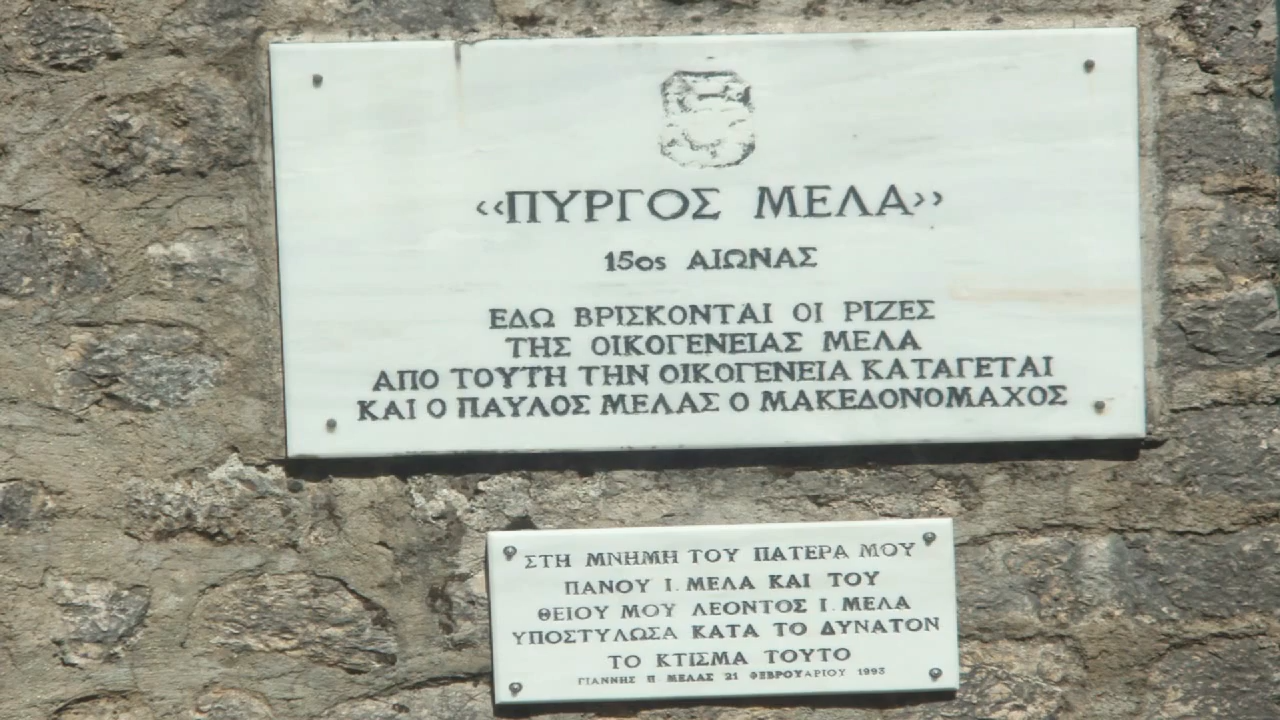 ‹‹ΠΥΡΓΟΣ ΜΕΛΑ››
15os ΑΙΩΝΑΣ
ΕΔΩ ΒΡΙΣΚΟΝΤΑΙ ΟΙ ΡΙΖΕΣ
ΤΗΣ ΟΙΚΟΓΕΝΕΙΑΣ ΜΕΛΑ
ΑΠΟ ΤΟΥΤΗ ΤΗΝ ΟΙΚΟΓΕΝΕΙΑ ΚΑΤΑΓΕΤΑΙ
ΚΑΙ Ο ΠΑΥΛΟΣ ΜΕΛΑΣ Ο ΜΑΚΕΔΟΝΟΜΑΧΟΣ
ΣΤΗ ΜΝΗΜΗ ΤΟΥ ΠΑΤΕΡΑ ΜΟΥ
ΠΑΝΟΥ Ι. ΜΕΛΑ ΚΑΙ ΤΟΥ
ΘΕΙΟΥ ΜΟΥ ΛΕΟΝΤΟΣ Ι. ΜΕΛΑ
ΥΠΟΣΤΥΛΩΣΑ ΚΑΤΑ ΤΟ ΔΥΝΑΤΟΝ
ΤΟ ΚΤΙΣΜΑ ΤΟΥΤΟ
ΓΙΑΝΝΗΣ Π. ΜΕΛΑΣ 21 ΦΕΒΡΟΥΑΡΙΟΥ 1993